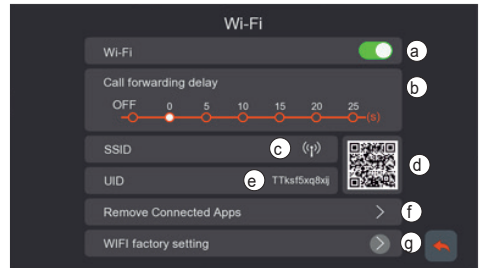 Wi-Fi
Wi-Fi a
Call forwarding delay b
OFF 0 5 10 15 20 25 (s)
SSID c d
UID e TTksf5xq8xij
Remove Connected Apps f
WIFI factory setting g